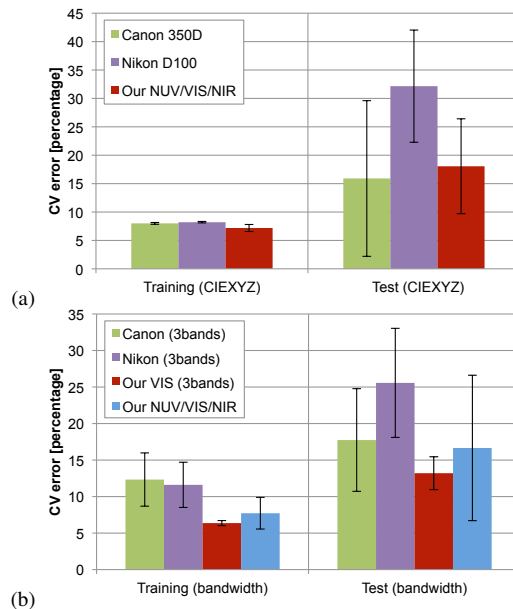 45
40
35
30
25
20
15
10
5
0
CV error [percentage]
Canon 350D
Nikon D100
Our NUV/VIS/NIR
Training (CIEXYZ)
Test (CIEXYZ)
(a)
35
30
25
20
15
10
5
0
CV error [percentage]
Canon (3bands)
Nikon (3bands)
Our VIS (3bands)
Our NUV/VIS/NIR
Training (bandwidth)
Test (bandwidth)
(b)